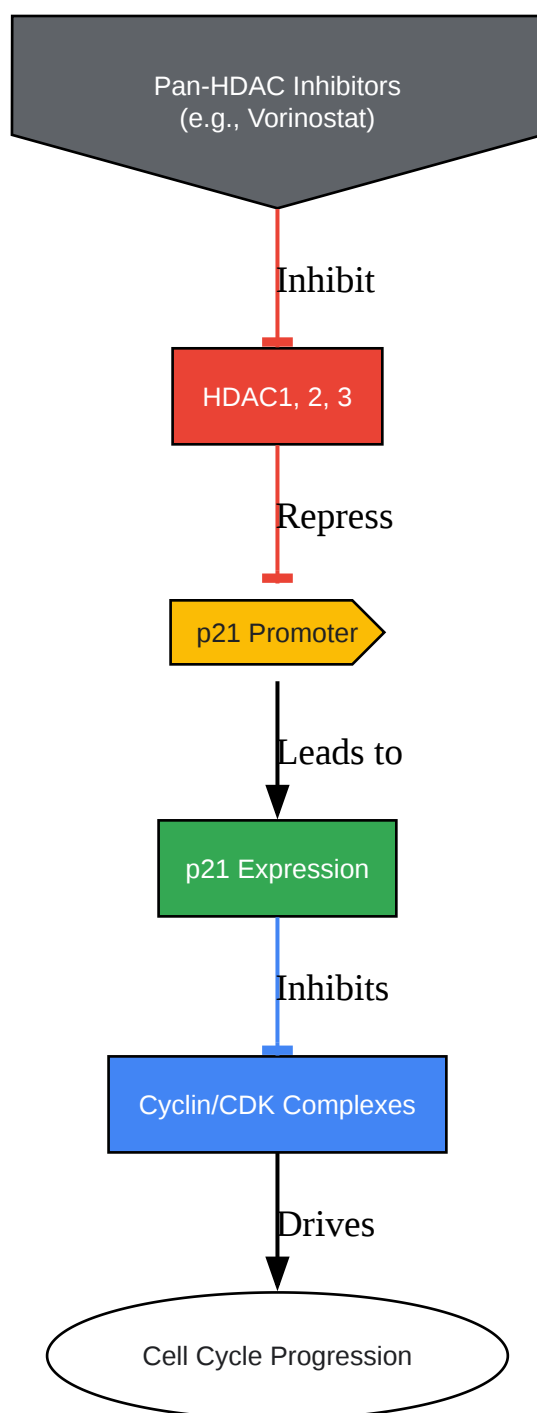 Pan-HDAC Inhibitors
(e.g., Vorinostat)
Inhibit
HDAC1, 2, 3
Repress
p21 Promoter
Leads to
p21 Expression
Inhibits
Cyclin/CDK Complexes
Drives
Cell Cycle Progression